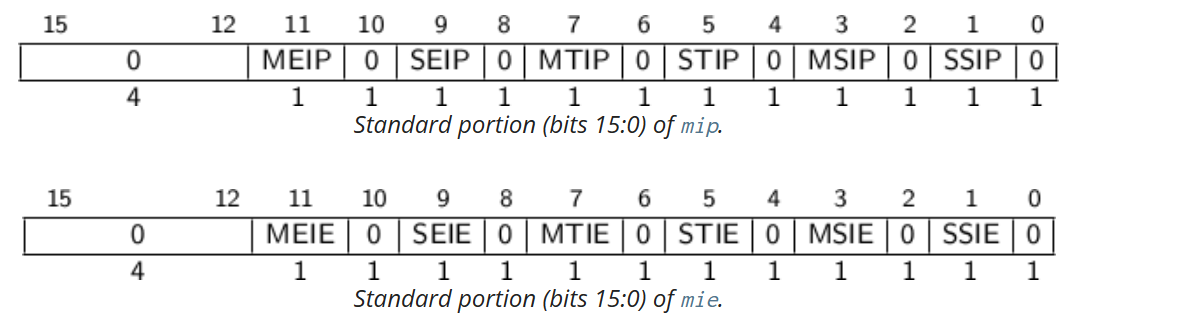 15 12 11 10 9 8 7 6 5 4 3 2 1 0
0 MEIP 0 SEIP 0 MTIP 0 STIP 0 MSIP 0 SSIP 0
4 1 1 1 1 1 1 1 1 1 1 1 1
Standard portion (bits 15:0) of mip.
15 12 11 10 9 8 7 6 5 4 3 2 1 0
0 MEIE 0 SEIE 0 MTIE 0 STIE 0 MSIE 0 SSIE 0
4 1 1 1 1 1 1 1 1 1 1 1 1
Standard portion (bits 15:0) of mie.